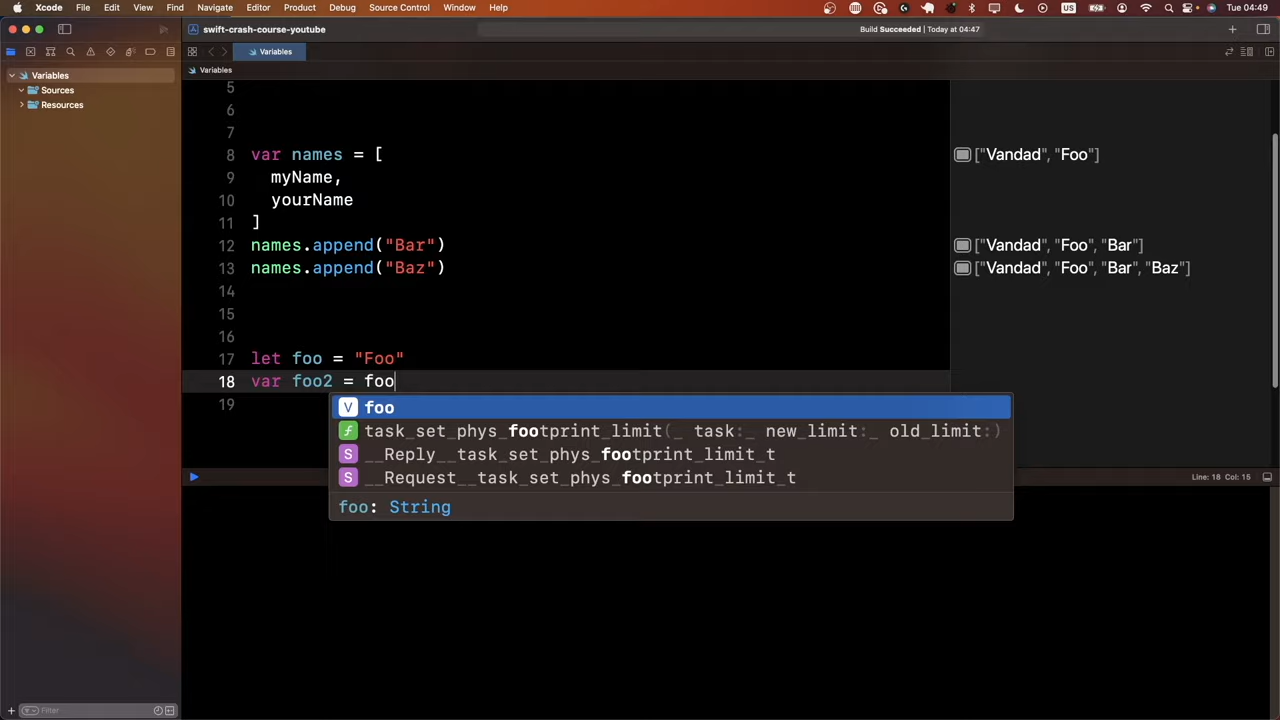 Xcode File Edit View Find Navigate Editor Product Debug Source Control Window Help US Tue 04:49
swift-crash-course-youtube Build Succeeded | Today at 04:47
Variables
Variables
Variables
Sources
Resources
5
6
7
8 var names = [ ["Vandad", "Foo"]
9 myName,
10 yourName
11 ]
12 names.append("Bar") ["Vandad", "Foo", "Bar"]
13 names.append("Baz") ["Vandad", "Foo", "Bar", "Baz"]
14
15
16
17 let foo = "Foo"
18 var foo2 = foo
19
V foo
f task_set_phys_footprint_limit(_ task:_ new_limit:_ old_limit:)
S __Reply__task_set_phys_footprint_limit_t
S __Request__task_set_phys_footprint_limit_t
foo: String
Line: 18 Col: 15
Filter